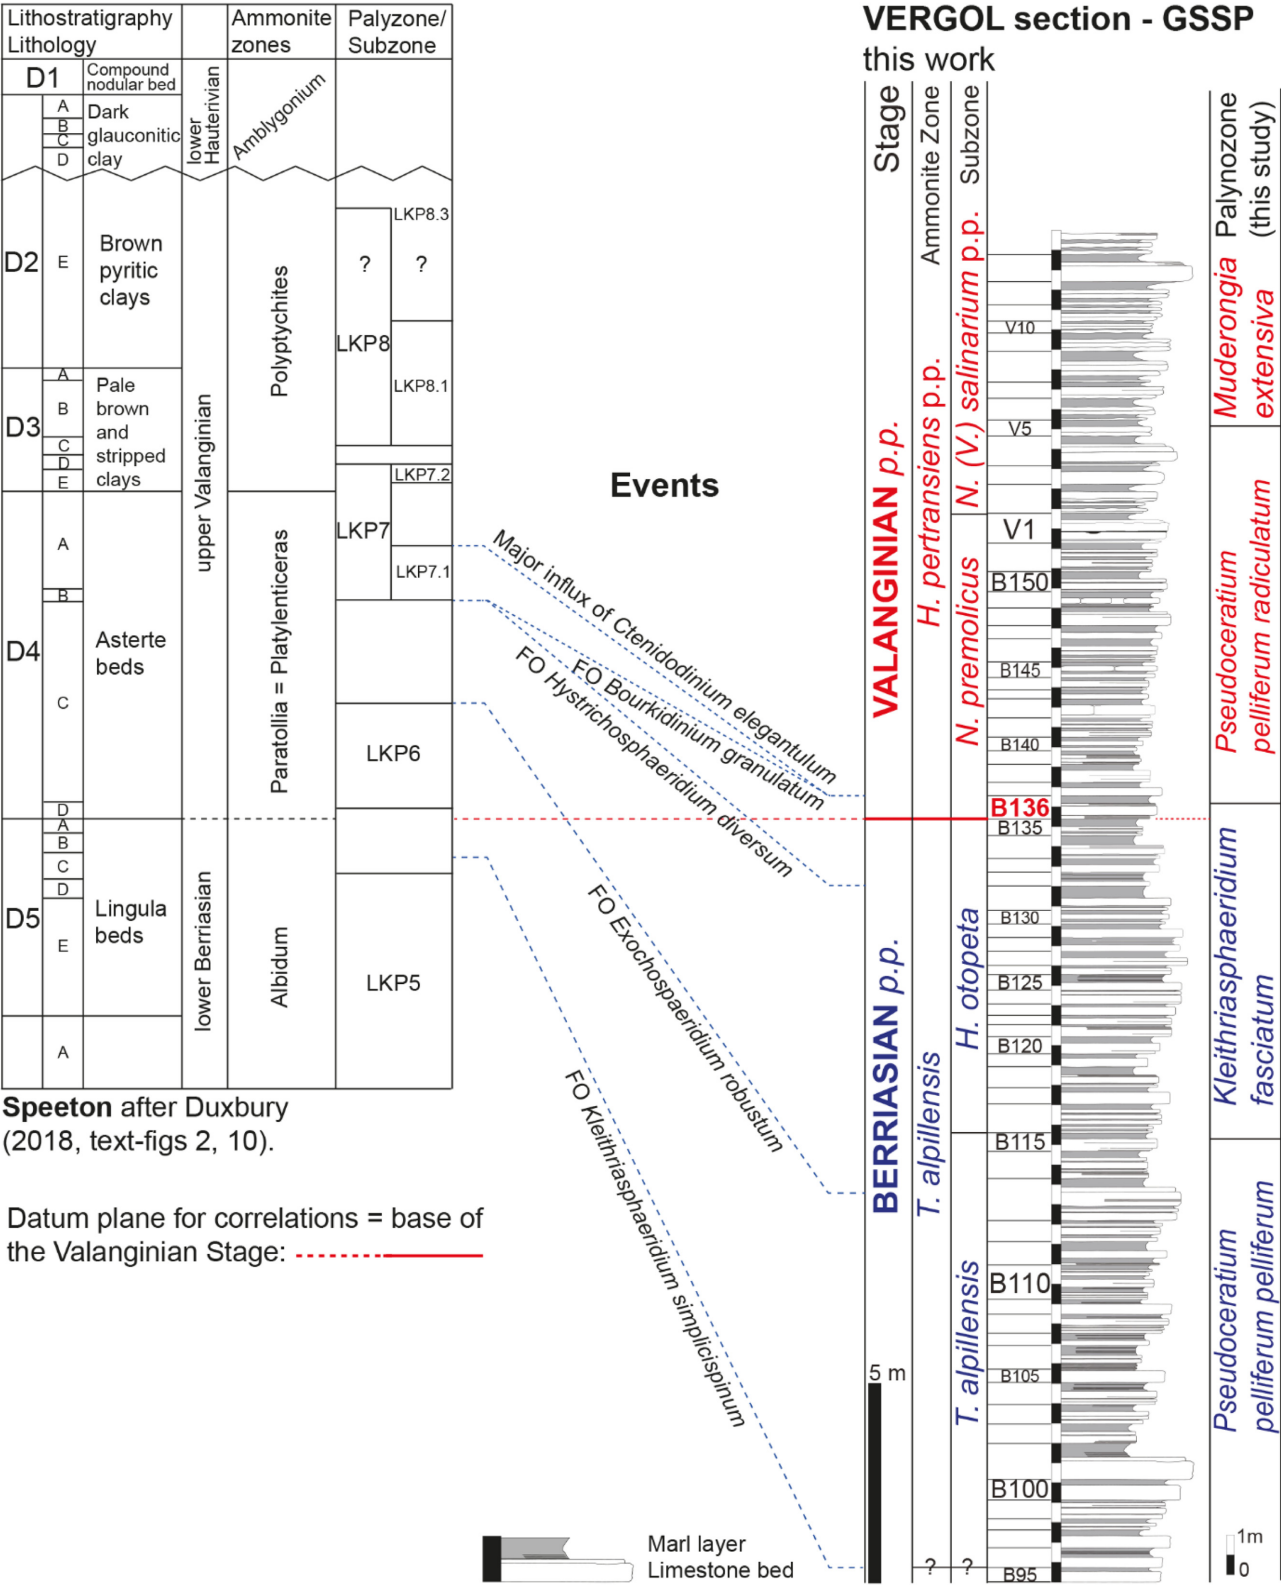 Lithostratigraphy
Lithology
Ammonite
zones
Palyzone/
Subzone
D1
Compound
nodular bed
A
B
C
D
Dark
glauconitic
clay
lower
Hauterivian
Amblygonium
D2
E
Brown
pyritic
clays
D3
A
B
C
D
E
Pale
brown
and
stripped
clays
upper Valanginian
Polyptychites
LKP8.3
?
?
LKP8
LKP8.1
LKP7.2
LKP7
LKP7.1
D4
A
B
C
D
Asterte
beds
Paratollia = Platylenticeras
LKP6
D5
A
B
C
D
E
A
Lingula
beds
lower Berriasian
Albidum
LKP5
Speeton after Duxbury
(2018, text-figs 2, 10).
Datum plane for correlations = base of
the Valanginian Stage:
Events
Major influx of Ctenidodinium elegantulum
FO Bourkidinium granulatum
FO Hystrichosphaeridium diversum
FO Exochospaeridium robustum
FO Kleithriasphaeridium simplicispinum
Marl layer
Limestone bed
VERGOL section - GSSP
this work
Stage
Ammonite Zone
Subzone
Palynozone
(this study)
VALANGINIAN p.p.
BERRIASIAN p.p.
H. pertransiens p.p.
T. alpillensis
?
N. (V.) salinarium p.p.
N. premolicus
H. otopeta
T. alpillensis
?
V10
V5
V1
B150
B145
B140
B136
B135
B130
B125
B120
B115
B110
B105
B100
B95
Muderongia
extensiva
Pseudoceratium
pelliferum radiculatum
Kleithriasphaeridium
fasciatum
Pseudoceratium
pelliferum pelliferum
5 m
1m
0